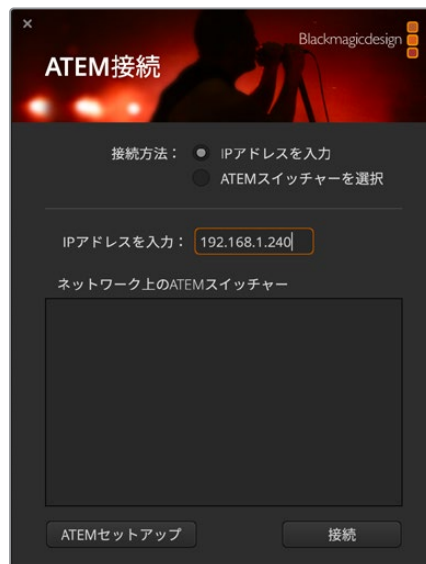 Blackmagicdesign
ATEM接続
接続方法： IPアドレスを入力
ATEMスイッチャーを選択
IPアドレスを入力： 192.168.1.240
ネットワーク上のATEMスイッチャー
ATEMセットアップ 接続